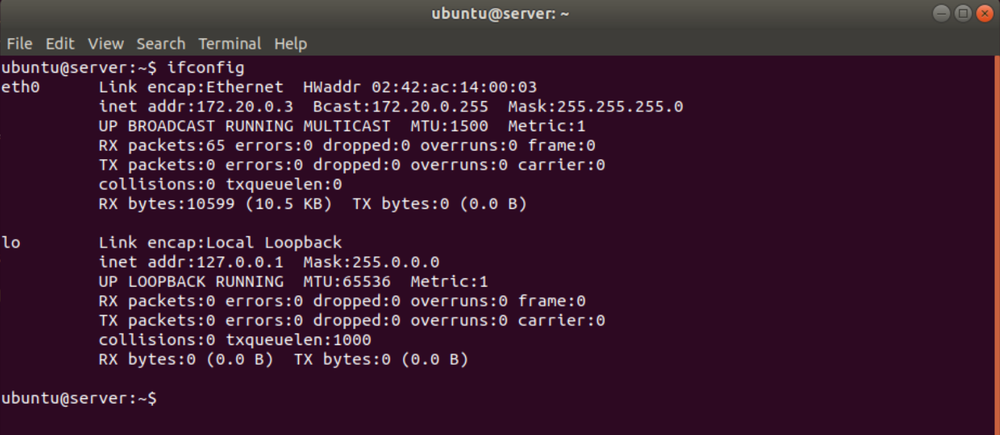 ubuntu@server: ~
File Edit View Search Terminal Help
ubuntu@server:~$ ifconfig
eth0      Link encap:Ethernet  HWaddr 02:42:ac:14:00:03
          inet addr:172.20.0.3  Bcast:172.20.0.255  Mask:255.255.255.0
          UP BROADCAST RUNNING MULTICAST  MTU:1500  Metric:1
          RX packets:65 errors:0 dropped:0 overruns:0 frame:0
          TX packets:0 errors:0 dropped:0 overruns:0 carrier:0
          collisions:0 txqueuelen:0
          RX bytes:10599 (10.5 KB)  TX bytes:0 (0.0 B)

lo        Link encap:Local Loopback
          inet addr:127.0.0.1  Mask:255.0.0.0
          UP LOOPBACK RUNNING  MTU:65536  Metric:1
          RX packets:0 errors:0 dropped:0 overruns:0 frame:0
          TX packets:0 errors:0 dropped:0 overruns:0 carrier:0
          collisions:0 txqueuelen:1000
          RX bytes:0 (0.0 B)  TX bytes:0 (0.0 B)

ubuntu@server:~$